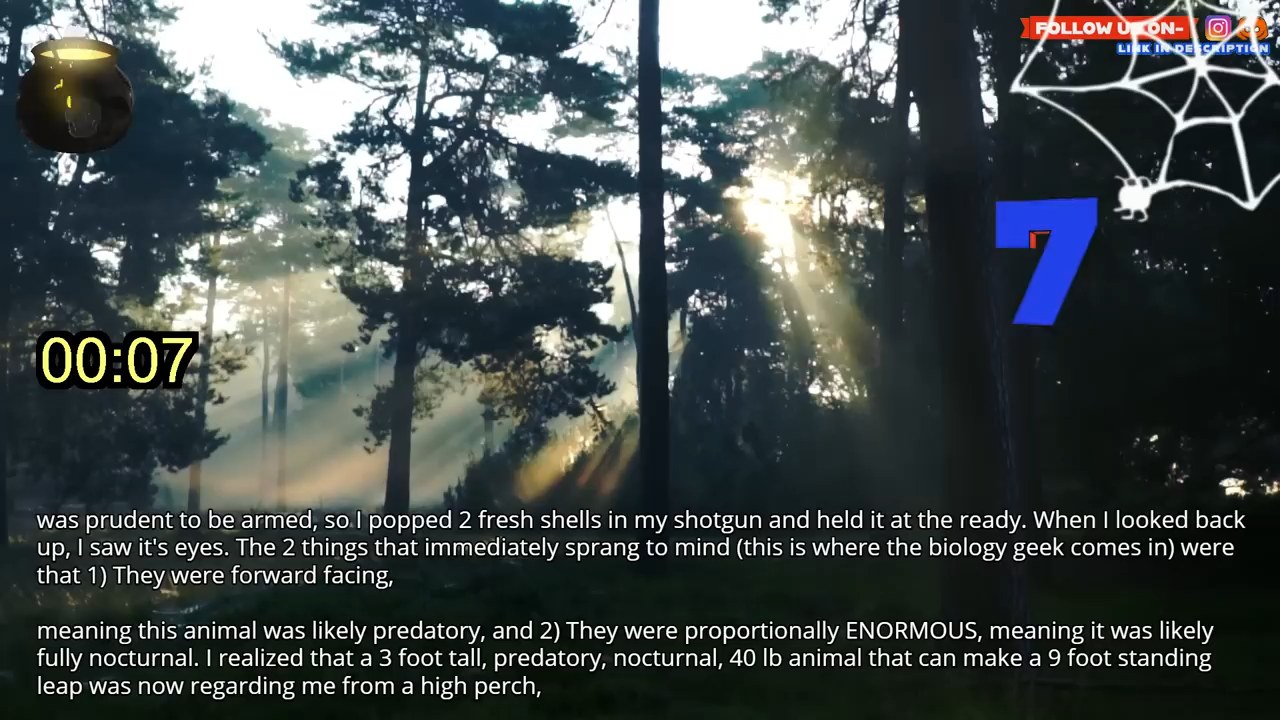 FOLLOW US ON-
LINK IN DESCRIPTION
7
00:07
was prudent to be armed, so I popped 2 fresh shells in my shotgun and held it at the ready. When I looked back
up, I saw it's eyes. The 2 things that immediately sprang to mind (this is where the biology geek comes in) were
that 1) They were forward facing,
meaning this animal was likely predatory, and 2) They were proportionally ENORMOUS, meaning it was likely
fully nocturnal. I realized that a 3 foot tall, predatory, nocturnal, 40 lb animal that can make a 9 foot standing
leap was now regarding me from a high perch,